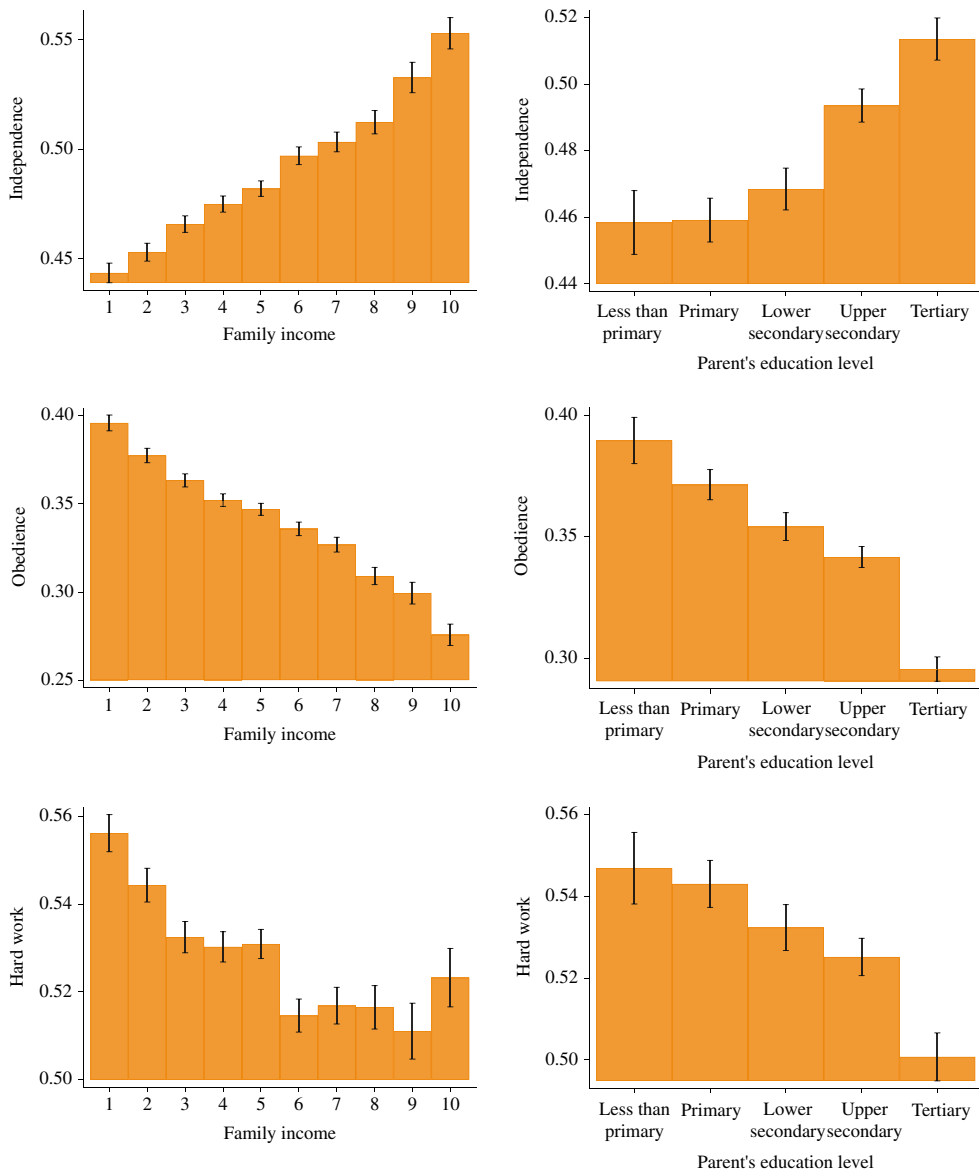 Independence
0.55
0.50
0.45
1 2 3 4 5 6 7 8 9 10
Family income
Independence
0.52
0.50
0.48
0.46
0.44
Less than primary
Primary
Lower secondary
Upper secondary
Tertiary
Parent's education level
Obedience
0.40
0.35
0.30
0.25
1 2 3 4 5 6 7 8 9 10
Family income
Obedience
0.40
0.35
0.30
Less than primary
Primary
Lower secondary
Upper secondary
Tertiary
Parent's education level
Hard work
0.56
0.54
0.52
0.50
1 2 3 4 5 6 7 8 9 10
Family income
Hard work
0.56
0.54
0.52
0.50
Less than primary
Primary
Lower secondary
Upper secondary
Tertiary
Parent's education level